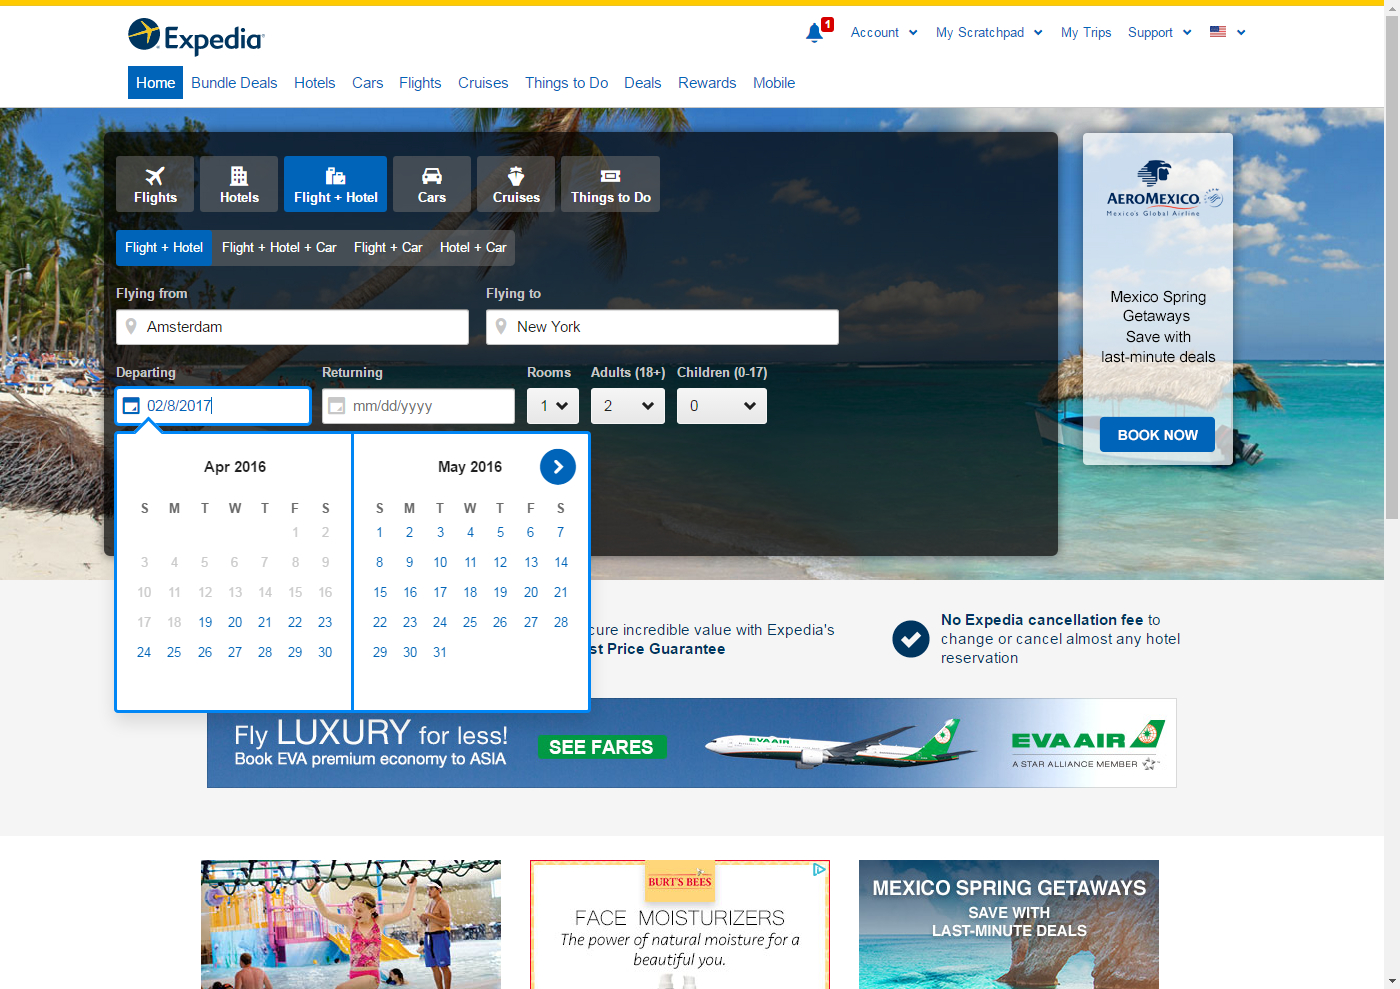 Expedia
1
Account
My Scratchpad
My Trips
Support
Home
Bundle Deals
Hotels
Cars
Flights
Cruises
Things to Do
Deals
Rewards
Mobile
Flights
Hotels
Flight + Hotel
Cars
Cruises
Things to Do
Flight + Hotel
Flight + Hotel + Car
Flight + Car
Hotel + Car
Flying from
Flying to
Amsterdam
New York
Departing
Returning
Rooms
Adults (18+)
Children (0-17)
02/8/2017
mm/dd/yyyy
1
2
0
Apr 2016
S M T W T F S
1 2
3 4 5 6 7 8 9
10 11 12 13 14 15 16
17 18 19 20 21 22 23
24 25 26 27 28 29 30
May 2016
S M T W T F S
1 2 3 4 5 6 7
8 9 10 11 12 13 14
15 16 17 18 19 20 21
22 23 24 25 26 27 28
29 30 31
AEROMEXICO
Mexico's Global Airline
Mexico Spring
Getaways
Save with
last-minute deals
BOOK NOW
cure incredible value with Expedia's
st Price Guarantee
No Expedia cancellation fee to
change or cancel almost any hotel
reservation
Fly LUXURY for less!
Book EVA premium economy to ASIA
SEE FARES
EVA AIR
EVA AIR
A STAR ALLIANCE MEMBER
BURT'S BEES
FACE MOISTURIZERS
The power of natural moisture for a
beautiful you.
MEXICO SPRING GETAWAYS
SAVE WITH
LAST-MINUTE DEALS